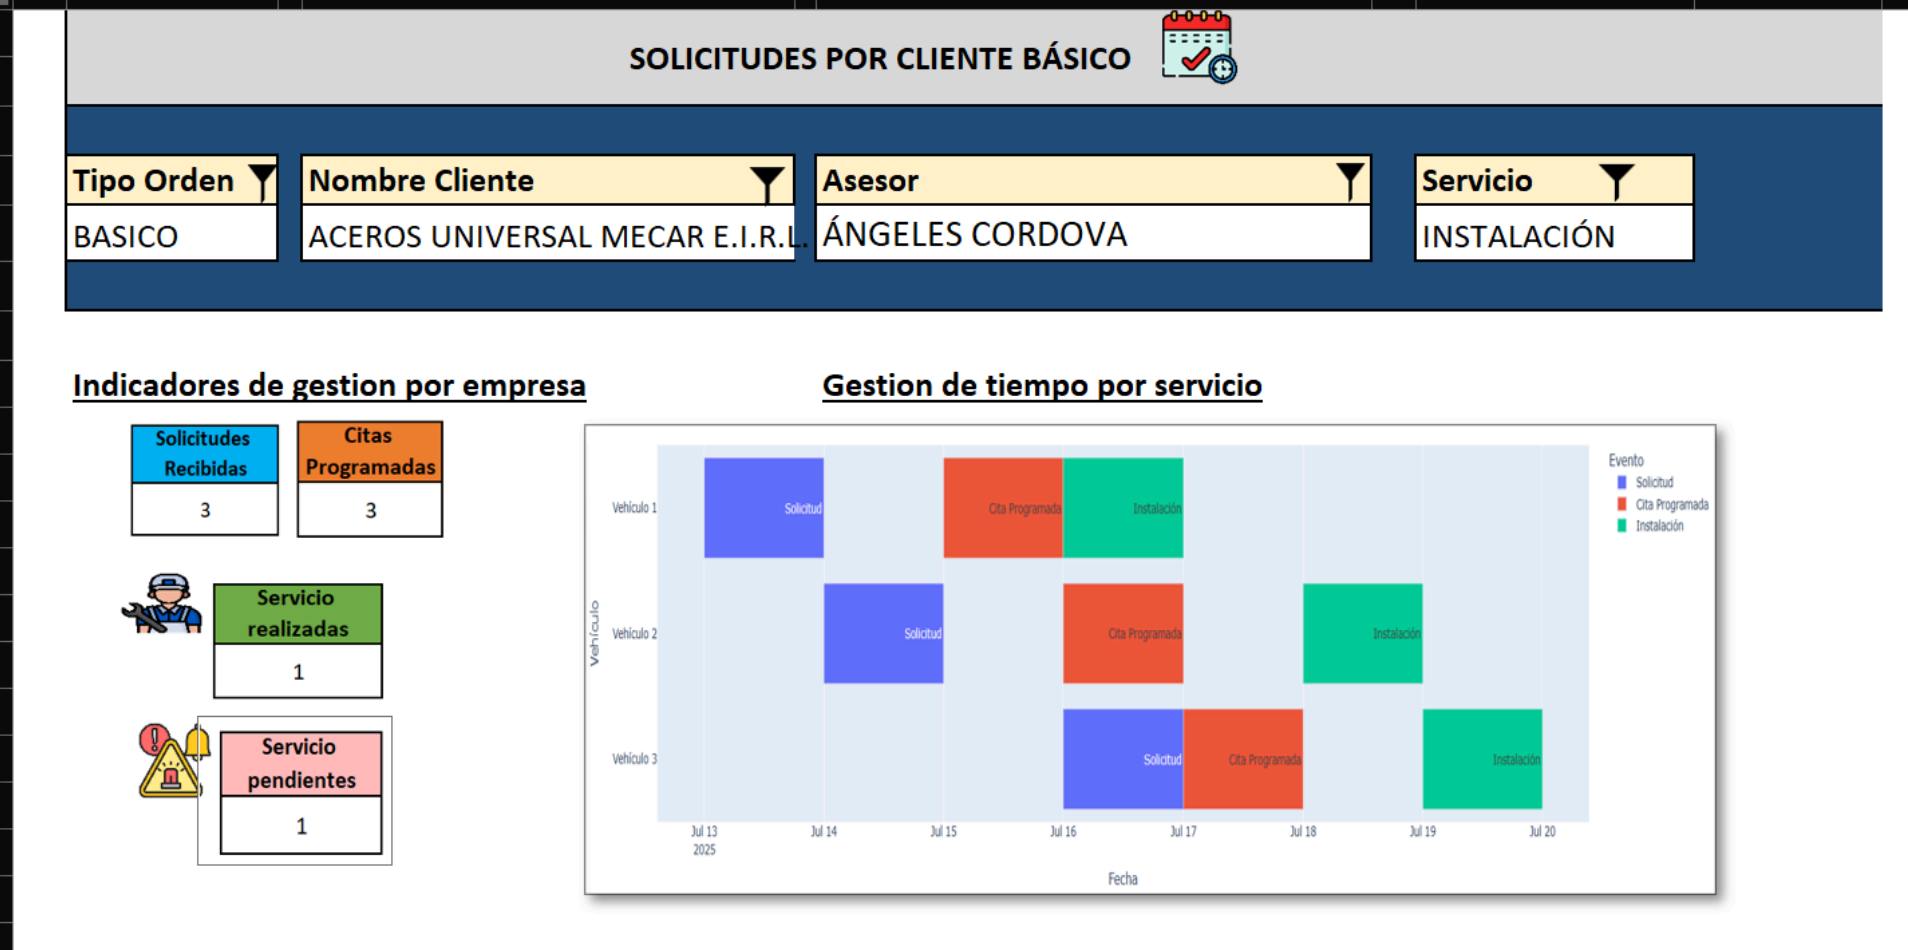 SOLICITUDES POR CLIENTE BÁSICO
Tipo Orden
Nombre Cliente
Asesor
Servicio
BASICO
ACEROS UNIVERSAL MECAR E.I.R.L.
ÁNGELES CORDOVA
INSTALACIÓN
Indicadores de gestion por empresa
Gestion de tiempo por servicio
Solicitudes
Recibidas
3
Citas
Programadas
3
Servicio
realizadas
1
Servicio
pendientes
1
Evento
Solicitud
Cita Programada
Instalación
Vehículo
Vehículo 1
Solicitud
Cita Programada
Instalación
Vehículo 2
Solicitud
Cita Programada
Instalación
Vehículo 3
Solicitud
Cita Programada
Instalación
Jul 13
2025
Jul 14
Jul 15
Jul 16
Jul 17
Jul 18
Jul 19
Jul 20
Fecha